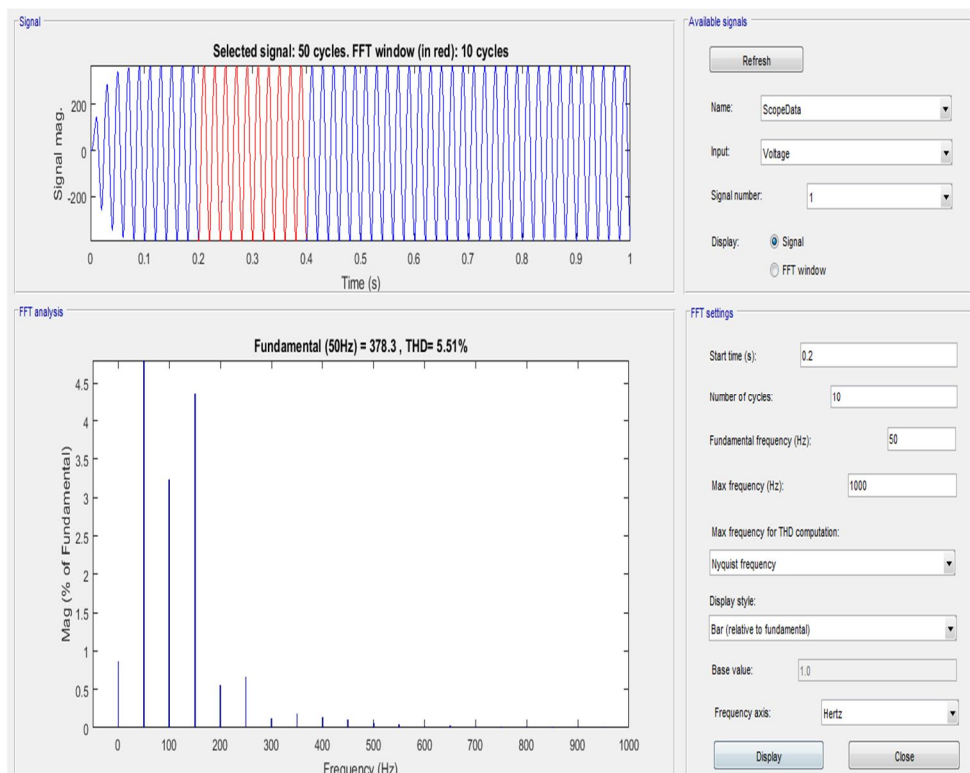 Signal
Selected signal: 50 cycles. FFT window (in red): 10 cycles
Signal mag.
200
0
-200
0 0.1 0.2 0.3 0.4 0.5 0.6 0.7 0.8 0.9 1
Time (s)
Available signals
Refresh
Name: ScopeData
Input: Voltage
Signal number: 1
Display: Signal
FFT window
FFT analysis
Fundamental (50Hz) = 378.3 , THD= 5.51%
Mag (% of Fundamental)
4.5
4
3.5
3
2.5
2
1.5
1
0.5
0
0 100 200 300 400 500 600 700 800 900 1000
Frequency (Hz)
FFT settings
Start time (s): 0.2
Number of cycles: 10
Fundamental frequency (Hz): 50
Max frequency (Hz): 1000
Max frequency for THD computation:
Nyquist frequency
Display style:
Bar (relative to fundamental)
Base value: 1.0
Frequency axis: Hertz
Display Close